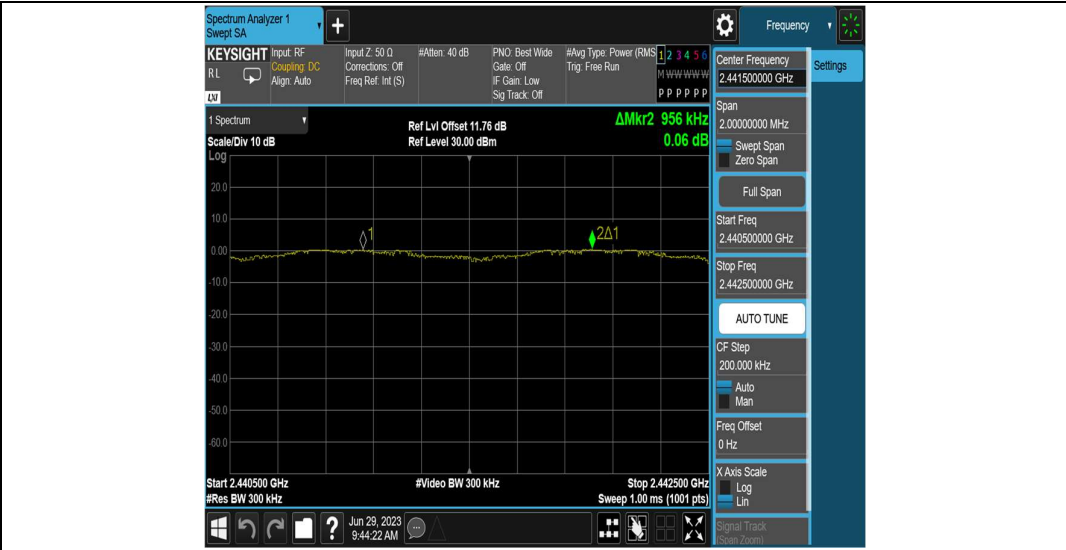 Spectrum Analyzer 1
Swept SA
+
Frequency
KEYSIGHT
RL
LXI
Input: RF
Coupling: DC
Align: Auto
Input Z: 50 Ω
Corrections: Off
Freq Ref: Int (S)
#Atten: 40 dB
PNO: Best Wide
Gate: Off
IF Gain: Low
Sig Track: Off
#Avg Type: Power (RMS
Trig: Free Run
1 2 3 4 5 6
M W W W W W
P P P P P P
1 Spectrum
Scale/Div 10 dB
Ref Lvl Offset 11.76 dB
Ref Level 30.00 dBm
ΔMkr2 956 kHz
0.06 dB
Log
20.0
10.0
0.00
-10.0
-20.0
-30.0
-40.0
-50.0
-60.0
1
2Δ1
Start 2.440500 GHz
#Res BW 300 kHz
#Video BW 300 kHz
Stop 2.442500 GHz
Sweep 1.00 ms (1001 pts)
?
Jun 29, 2023
9:44:22 AM
Center Frequency
2.441500000 GHz
Settings
Span
2.00000000 MHz
Swept Span
Zero Span
Full Span
Start Freq
2.440500000 GHz
Stop Freq
2.442500000 GHz
AUTO TUNE
CF Step
200.000 kHz
Auto
Man
Freq Offset
0 Hz
X Axis Scale
Log
Lin
Signal Track
(Span Zoom)